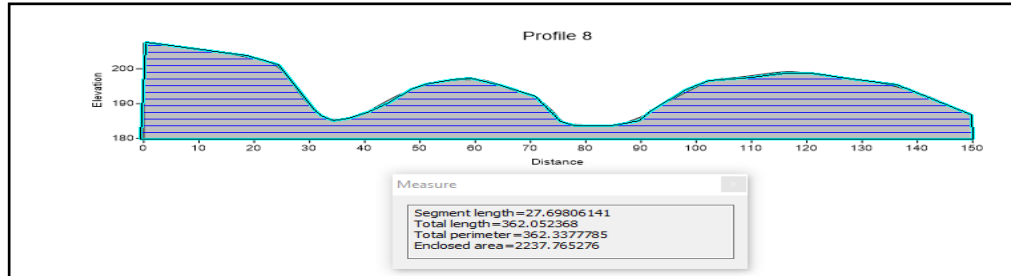 Profile 8
Elevation
200
190
180
0 10 20 30 40 50 60 70 80 90 100 110 120 130 140 150
Distance
Measure
Segment length=27.69806141
Total length=362.052368
Total perimeter=362.3377785
Enclosed area=2237.765276